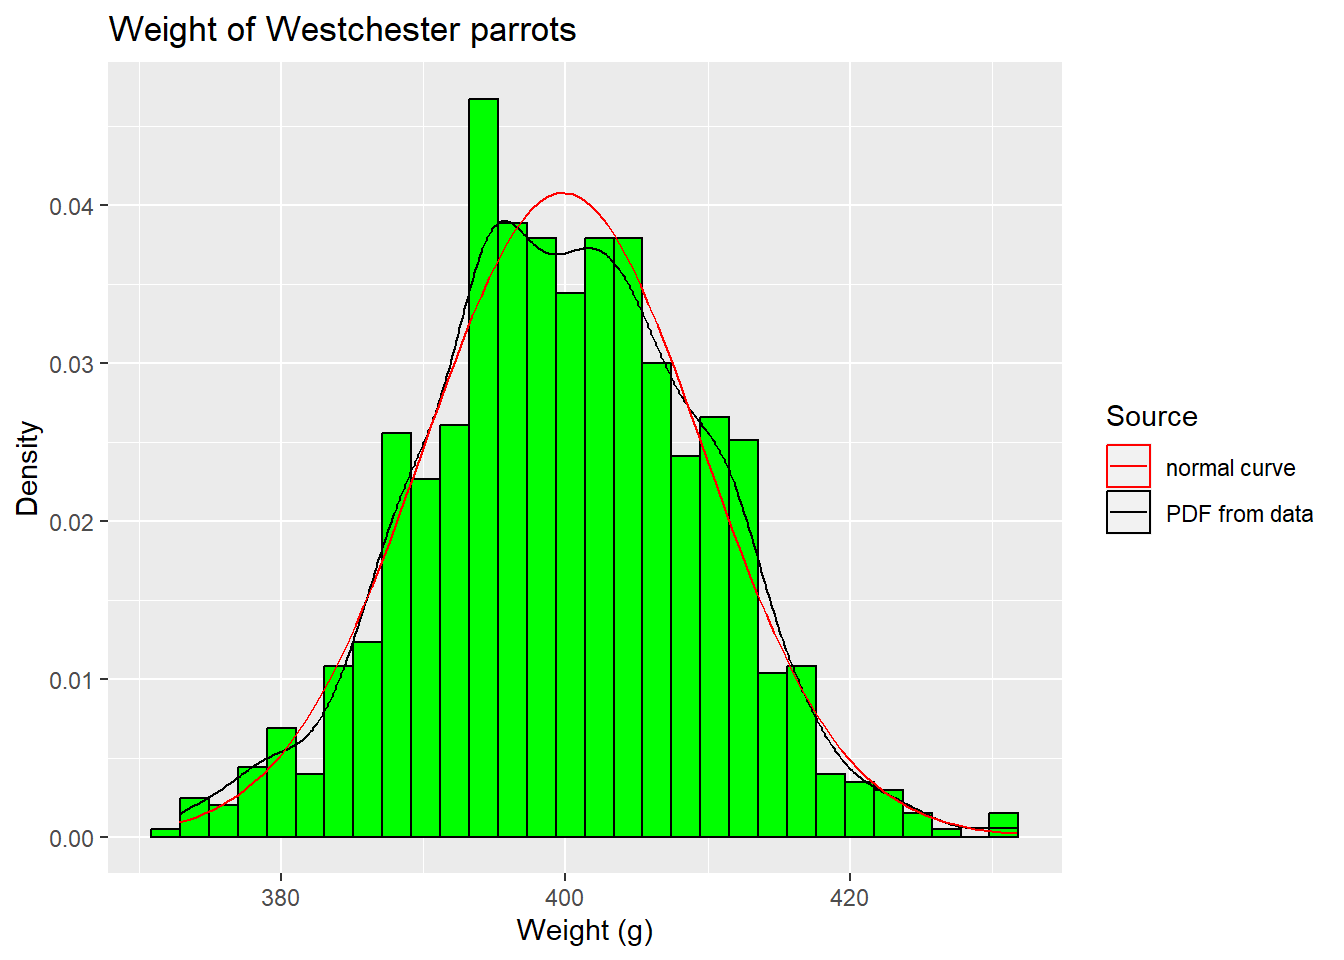 Weight of Westchester parrots
0.04
0.03
0.02
0.01
0.00
Density
380
400
420
Weight (g)
Source
normal curve
PDF from data